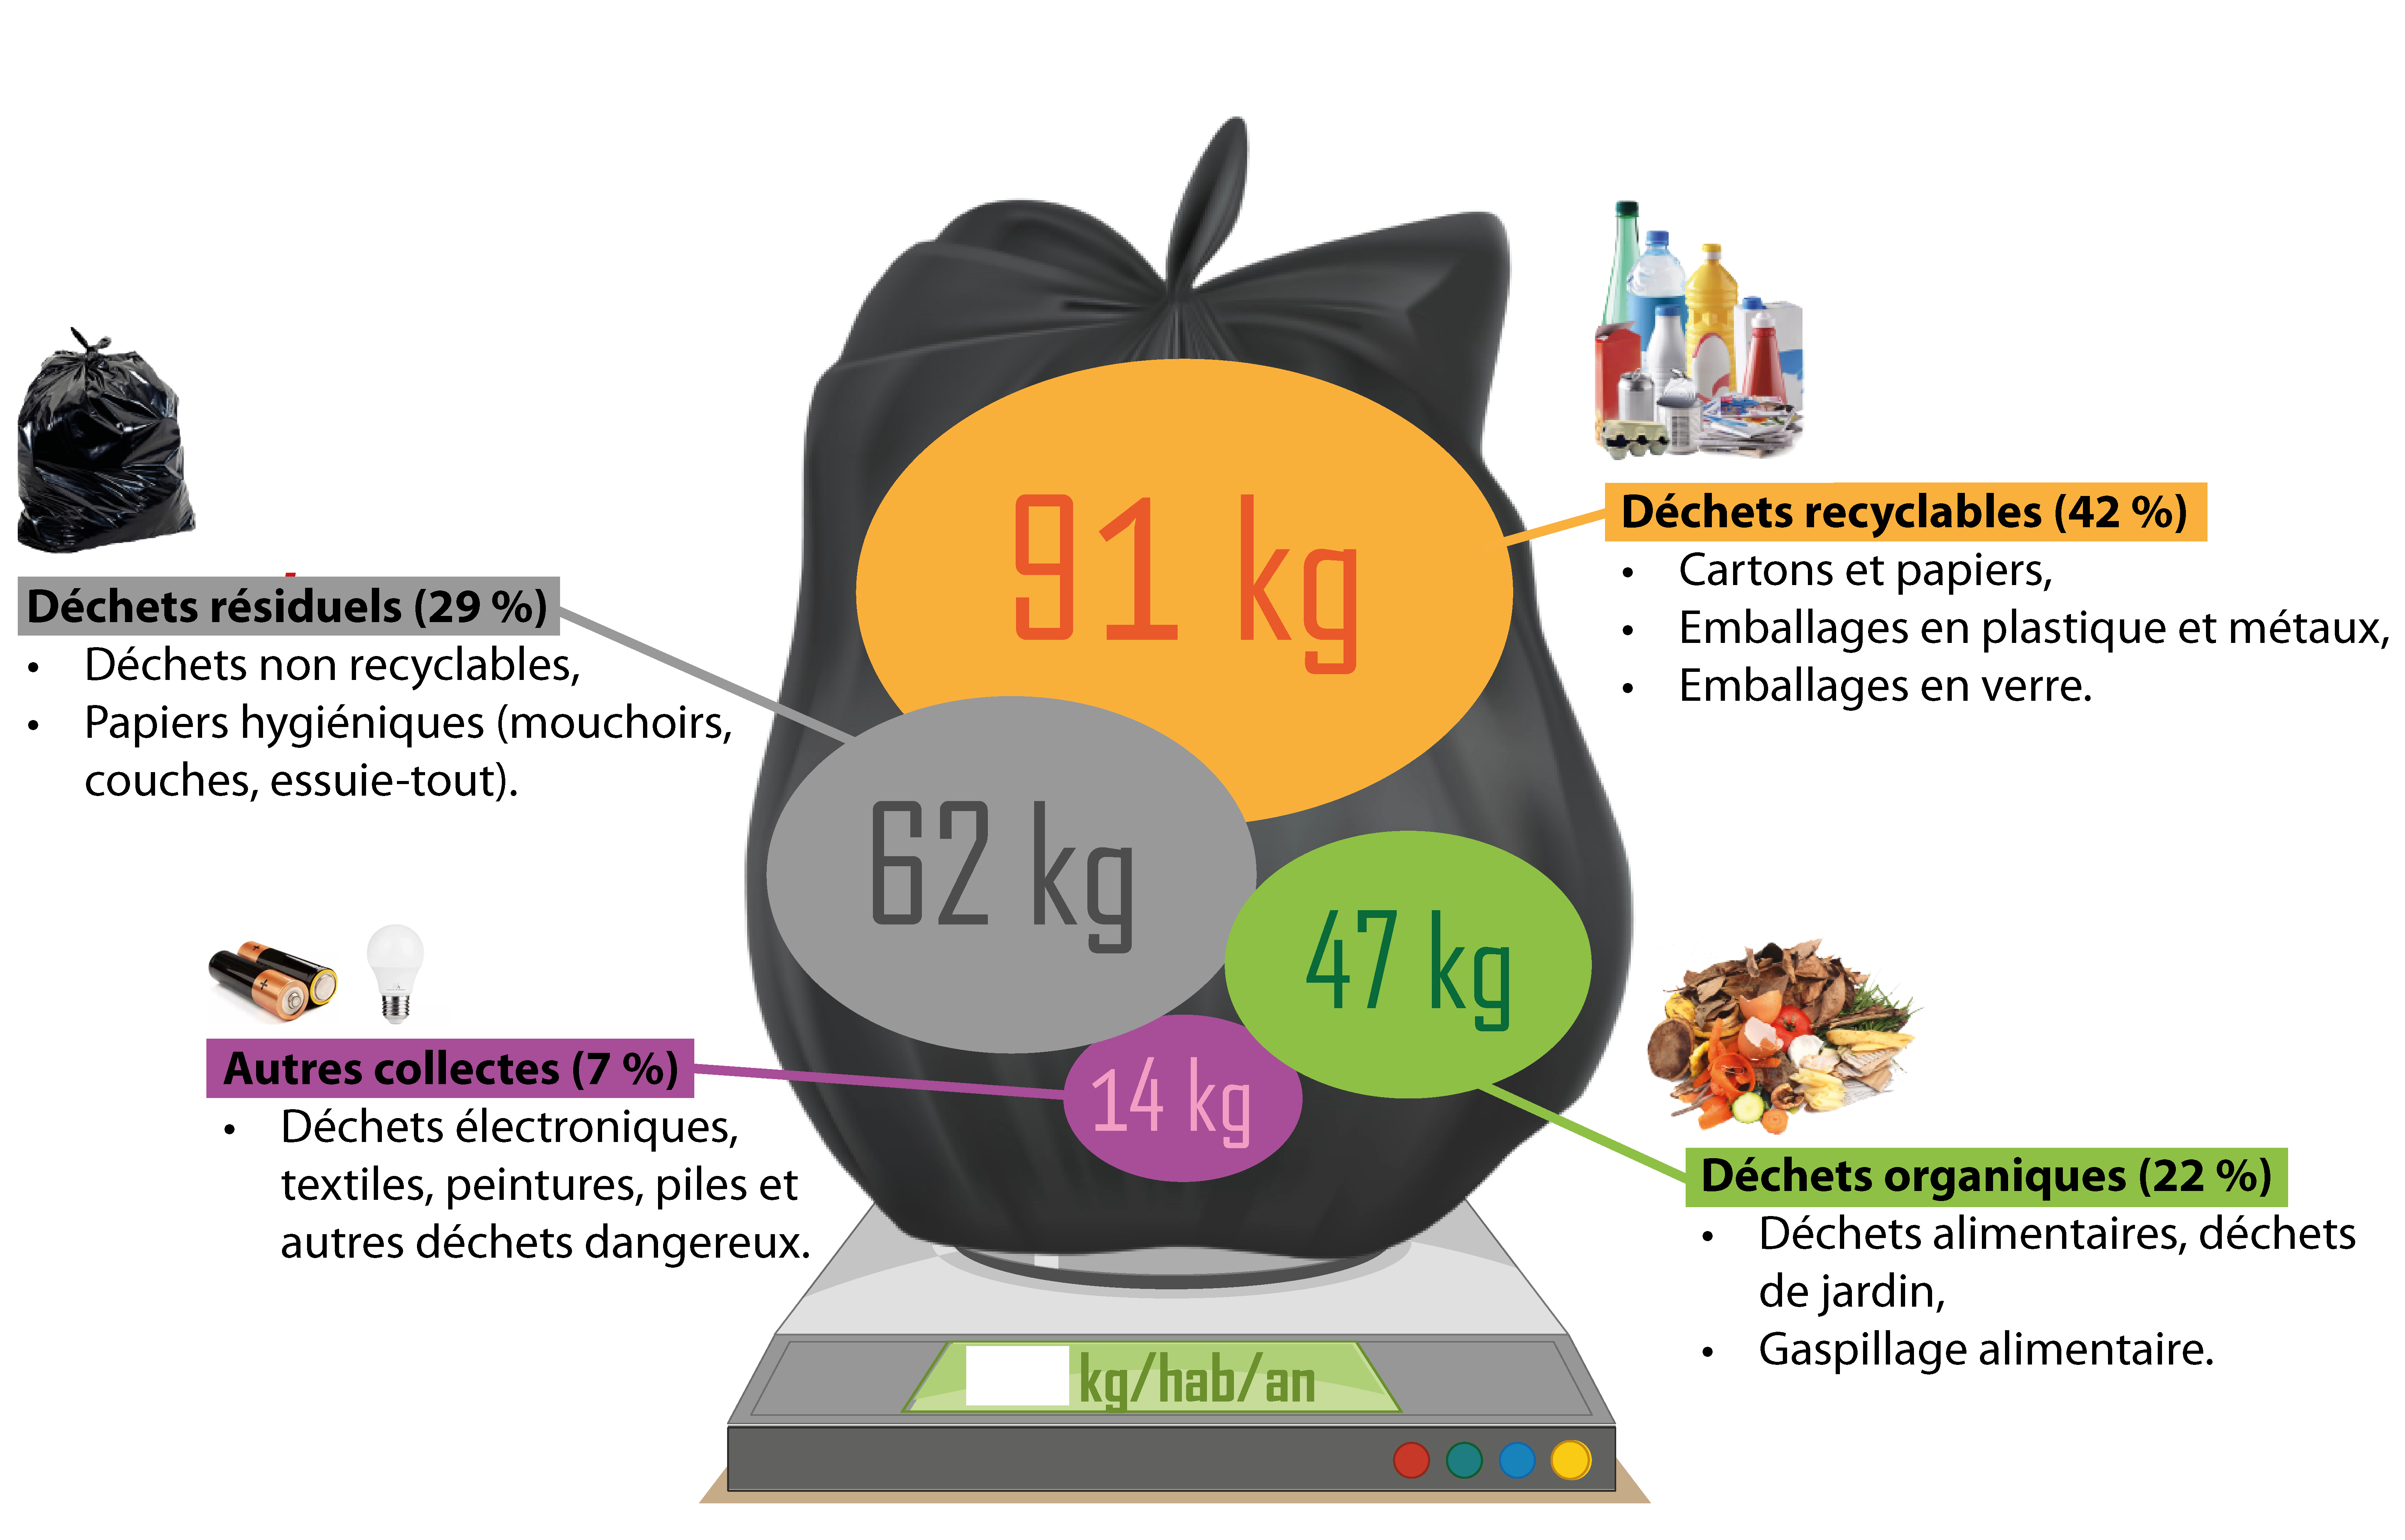 91 kg
62 kg
47 kg
14 kg
Déchets recyclables (42 %)
• Cartons et papiers,
• Emballages en plastique et métaux,
• Emballages en verre.
Déchets résiduels (29 %)
• Déchets non recyclables,
• Papiers hygiéniques (mouchoirs,
couches, essuie-tout).
Autres collectes (7 %)
• Déchets électroniques,
textiles, peintures, piles et
autres déchets dangereux.
Déchets organiques (22 %)
• Déchets alimentaires, déchets
de jardin,
• Gaspillage alimentaire.
kg/hab/an